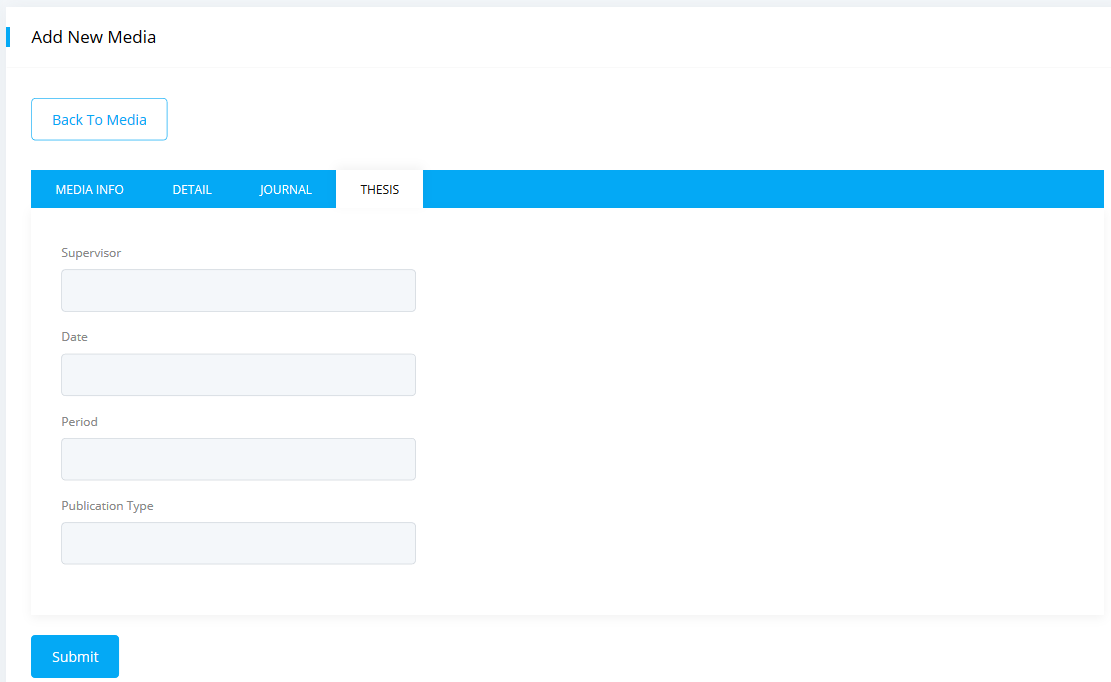 Add New Media
Back To Media
MEDIA INFO DETAIL JOURNAL THESIS
Supervisor
Date
Period
Publication Type
Submit